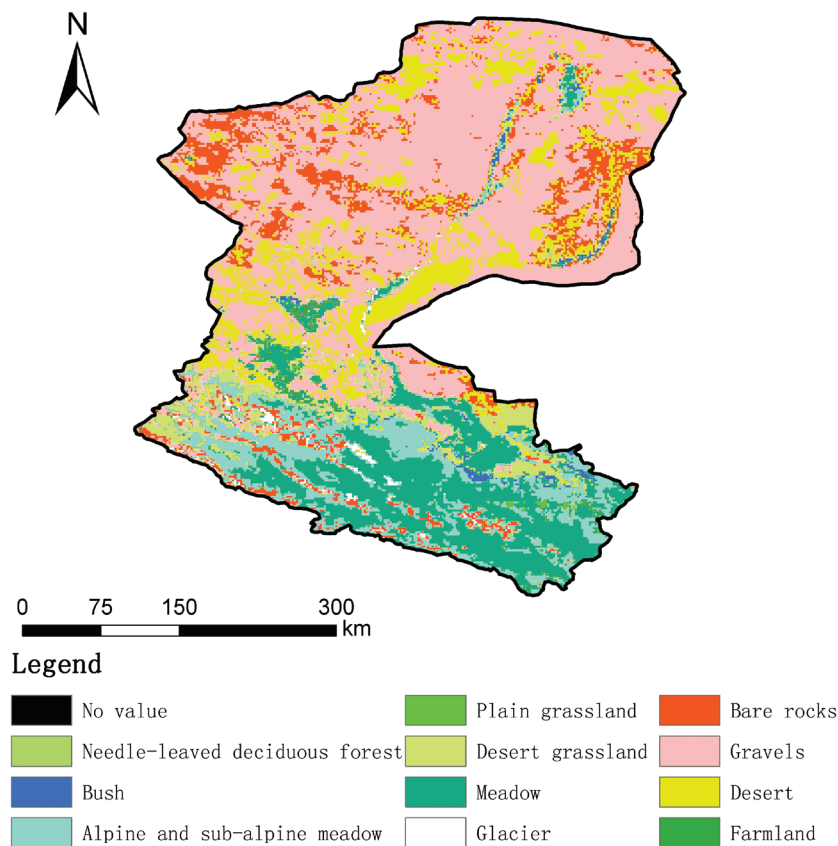 N
0 75 150 300
km
Legend
No value
Needle-leaved deciduous forest
Bush
Alpine and sub-alpine meadow
Plain grassland
Desert grassland
Meadow
Glacier
Bare rocks
Gravels
Desert
Farmland